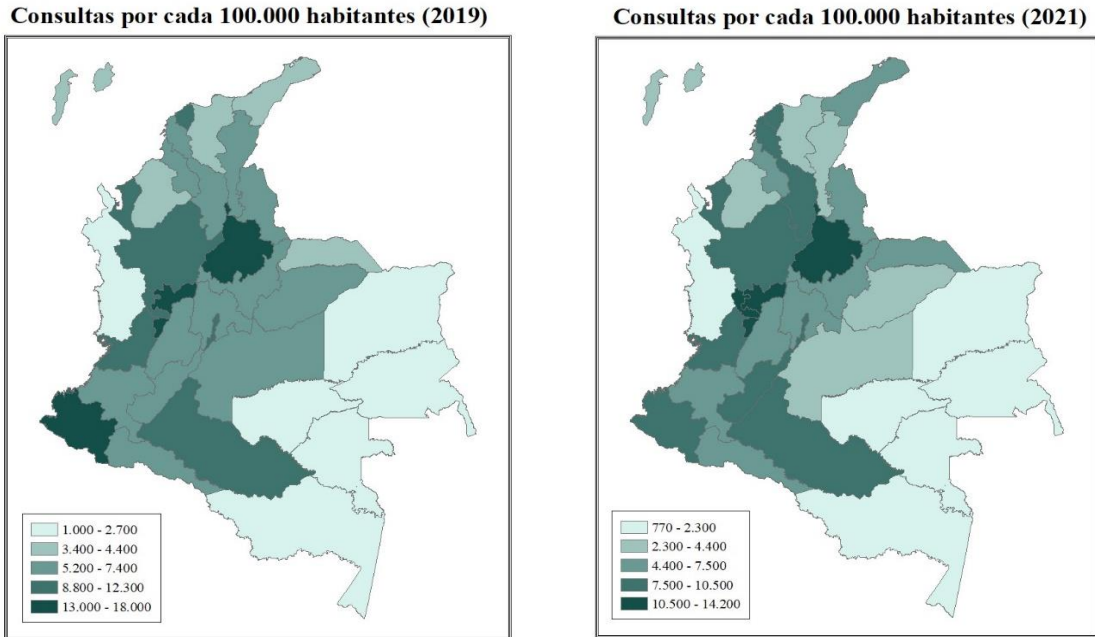 Consultas por cada 100.000 habitantes (2019)
1.000 - 2.700
3.400 - 4.400
5.200 - 7.400
8.800 - 12.300
13.000 - 18.000
Consultas por cada 100.000 habitantes (2021)
770 - 2.300
2.300 - 4.400
4.400 - 7.500
7.500 - 10.500
10.500 - 14.200